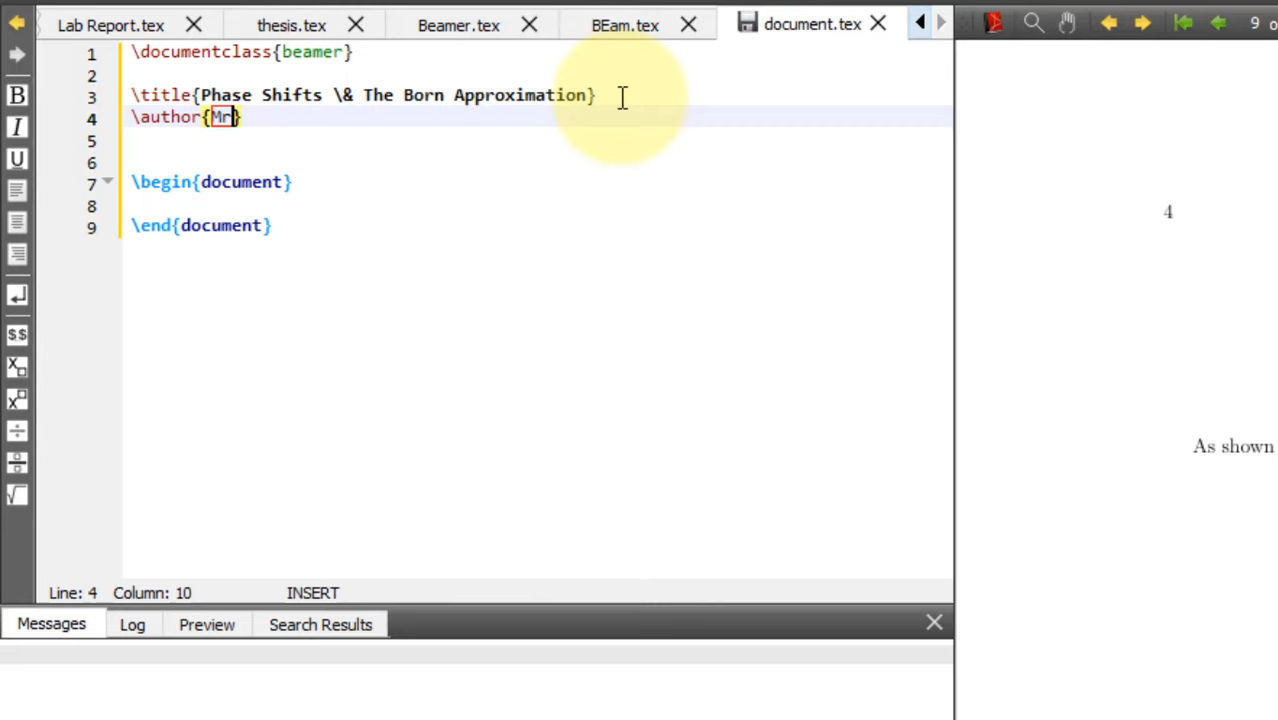 Lab Report.tex thesis.tex Beamer.tex BEam.tex document.tex 9
1 \documentclass{beamer}
2
3 \title{Phase Shifts \& The Born Approximation}
4 \author{Mr}
5
6
7 \begin{document}
8
9 \end{document}
B
I
U
$$
4
As shown
Line: 4 Column: 10 INSERT
Messages Log Preview Search Results